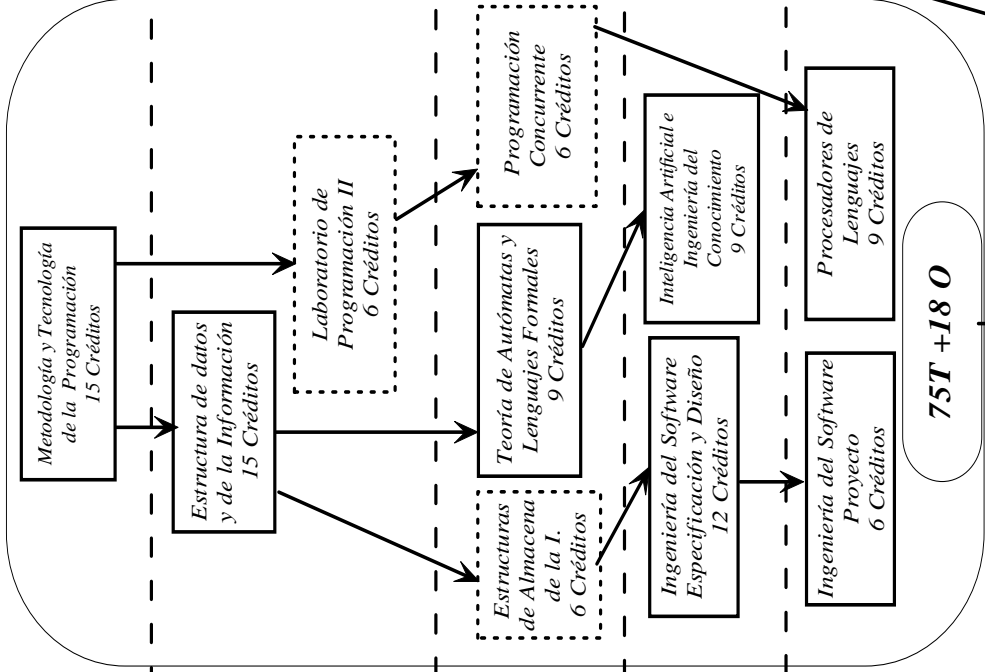 Metodología y Tecnología
de la Programación
15 Créditos
Estructura de datos
y de la Información
15 Créditos
Laboratorio de
Programación II
6 Créditos
Estructuras
de Almacena
de la I.
6 Créditos
Teoría de Autómatas y
Lenguajes Formales
9 Créditos
Programación
Concurrente
6 Créditos
Ingeniería del Software
Especificación y Diseño
12 Créditos
Inteligencia Artificial e
Ingeniería del
Conocimiento
9 Créditos
Ingeniería del Software
Proyecto
6 Créditos
Procesadores de
Lenguajes
9 Créditos
75T +18 O